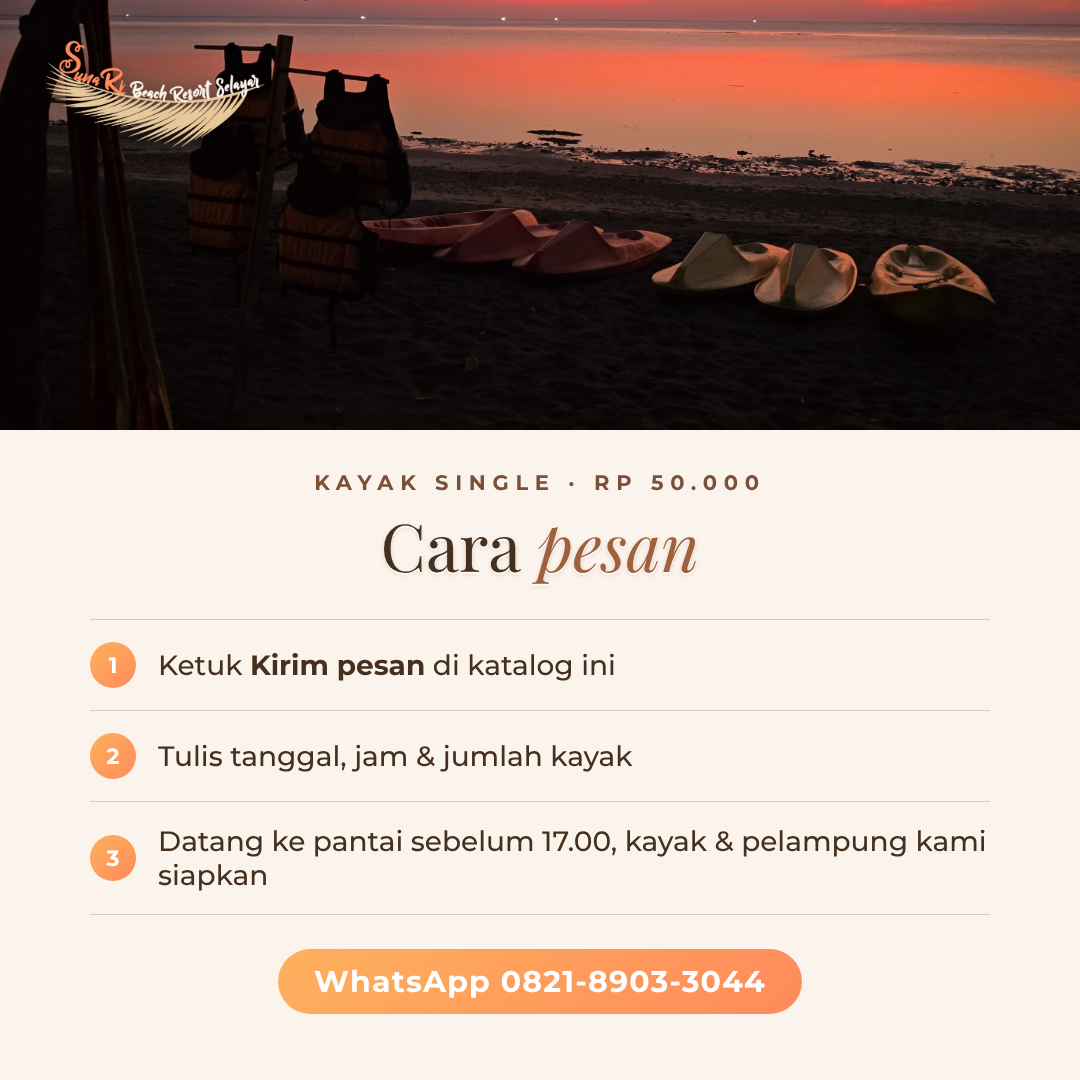 SunaRi Beach Resort Selayar
KAYAK SINGLE · RP 50.000
Cara pesan
1 Ketuk Kirim pesan di katalog ini
2 Tulis tanggal, jam & jumlah kayak
3 Datang ke pantai sebelum 17.00, kayak & pelampung kami
siapkan
WhatsApp 0821-8903-3044